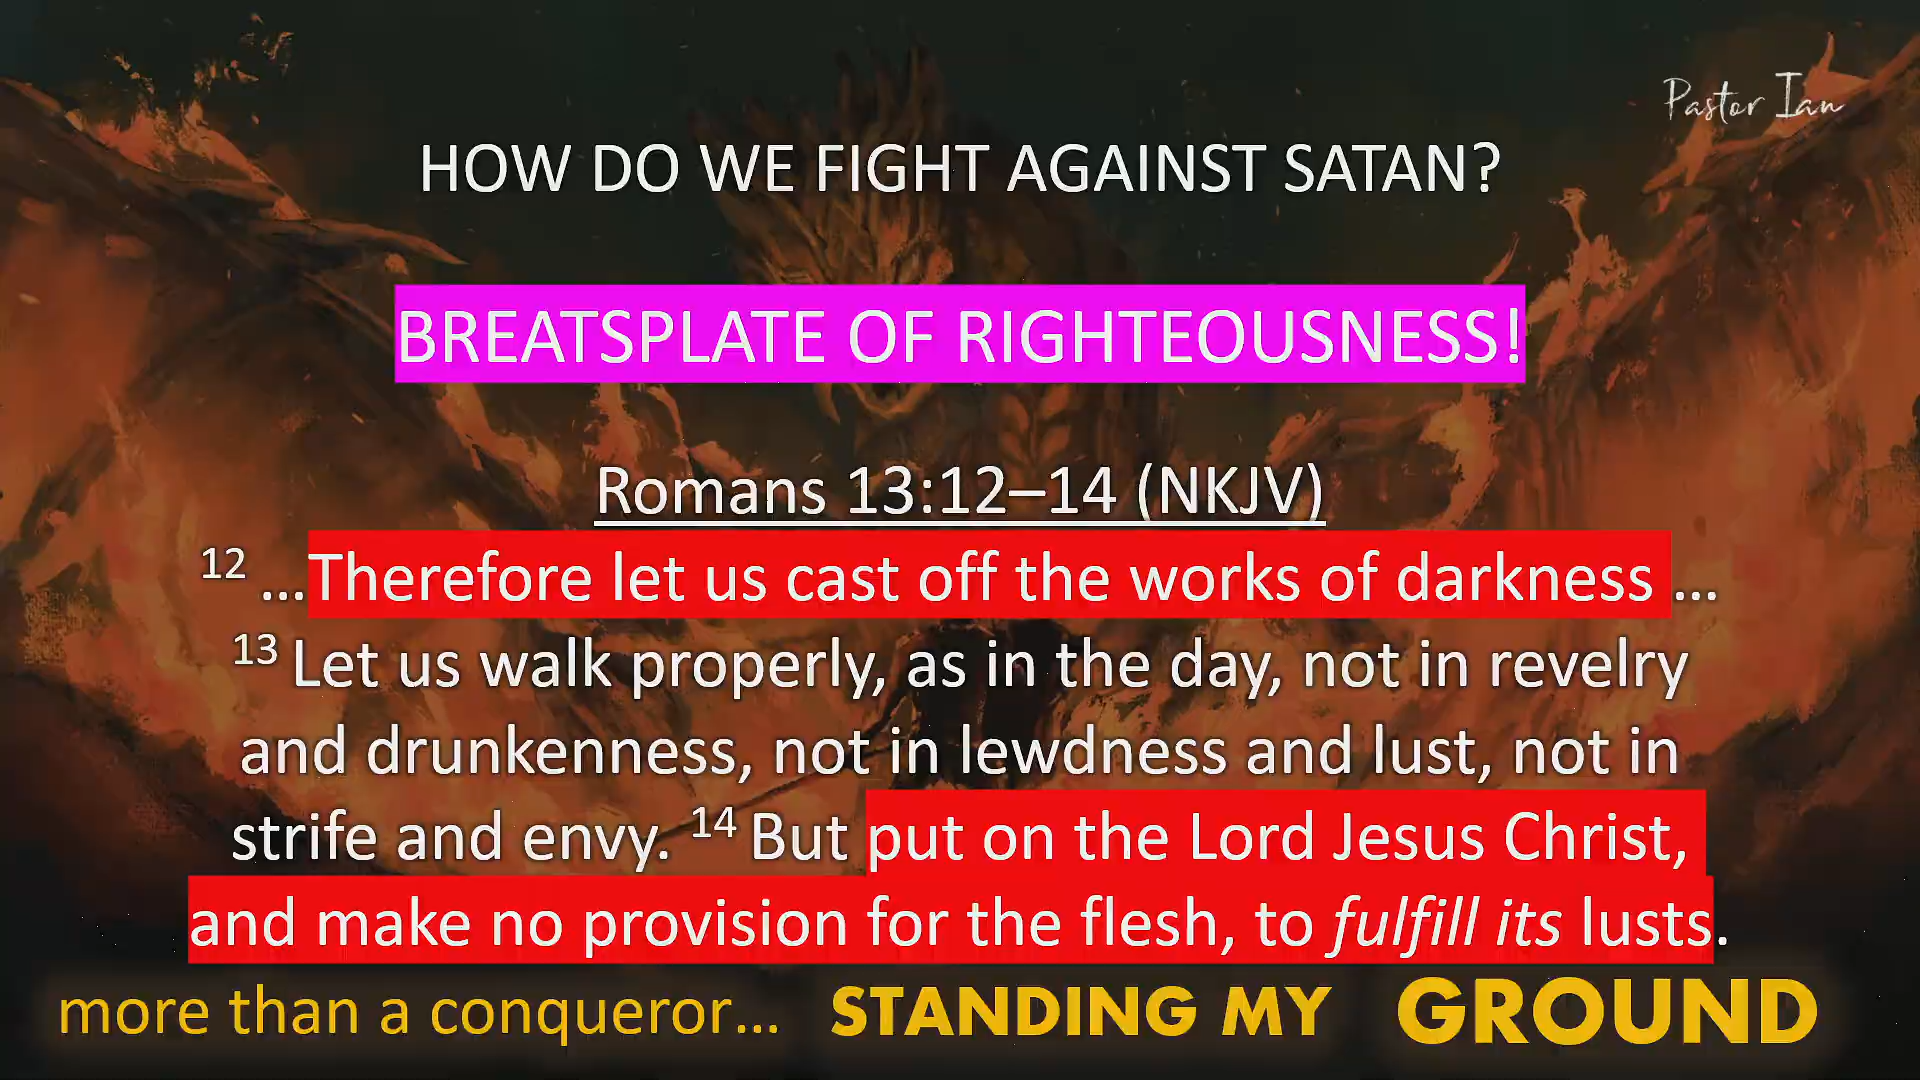 Pastor Ian
HOW DO WE FIGHT AGAINST SATAN?
BREATSPLATE OF RIGHTEOUSNESS!
Romans 13:12–14 (NKJV)
12 …Therefore let us cast off the works of darkness …
13 Let us walk properly, as in the day, not in revelry
and drunkenness, not in lewdness and lust, not in
strife and envy. 14 But put on the Lord Jesus Christ,
and make no provision for the flesh, to fulfill its lusts.
more than a conqueror… STANDING MY GROUND